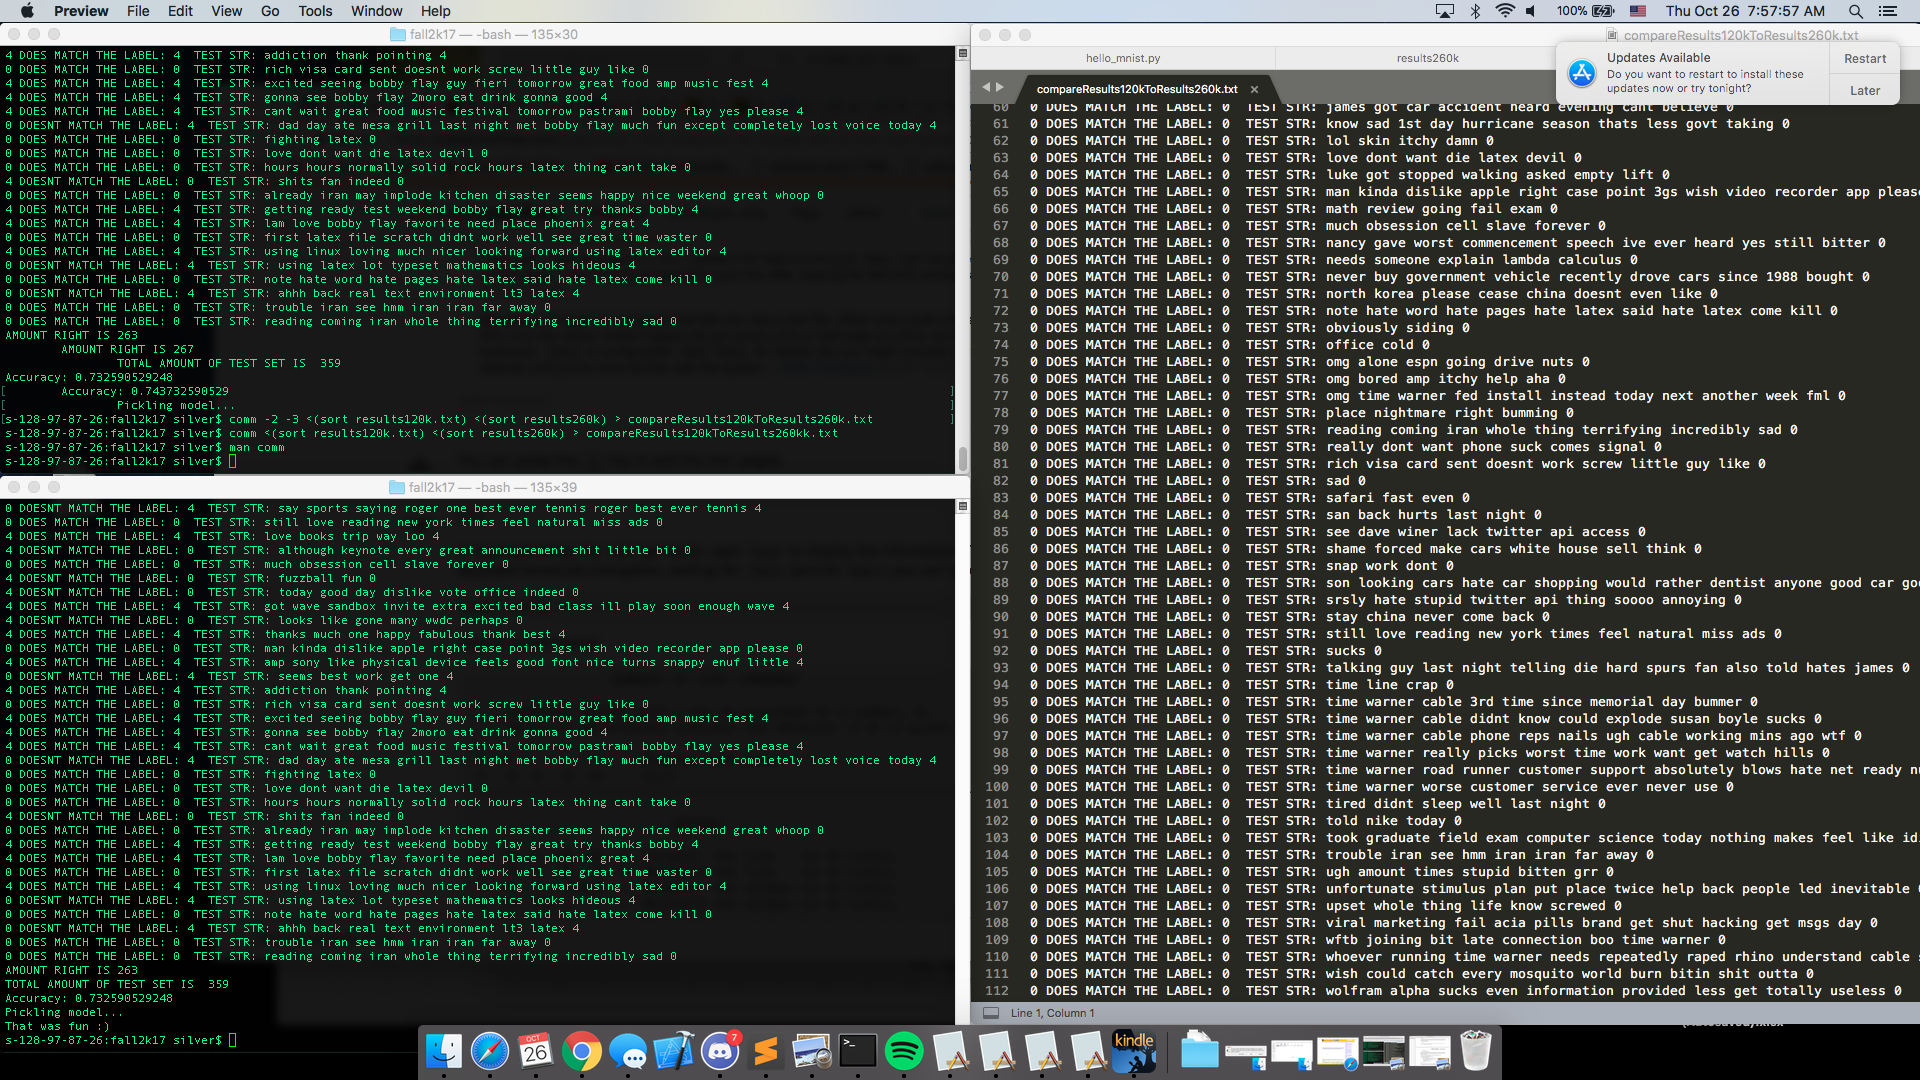 Preview File Edit View Go Tools Window Help
100% Thu Oct 26 7:57:57 AM
fall2k17 — -bash — 135×30
4 DOES MATCH THE LABEL: 4 TEST STR: addiction thank pointing 4
0 DOES MATCH THE LABEL: 0 TEST STR: rich visa card sent doesnt work screw little guy like 0
4 DOES MATCH THE LABEL: 4 TEST STR: excited seeing bobby flay guy fieri tomorrow great food amp music fest 4
4 DOES MATCH THE LABEL: 4 TEST STR: gonna see bobby flay 2moro eat drink gonna good 4
4 DOES MATCH THE LABEL: 4 TEST STR: cant wait great food music festival tomorrow pastrami bobby flay yes please 4
0 DOESNT MATCH THE LABEL: 4 TEST STR: dad day ate mesa grill last night met bobby flay much fun except completely lost voice today 4
0 DOES MATCH THE LABEL: 0 TEST STR: fighting latex 0
0 DOES MATCH THE LABEL: 0 TEST STR: love dont want die latex devil 0
0 DOES MATCH THE LABEL: 0 TEST STR: hours hours normally solid rock hours latex thing cant take 0
4 DOESNT MATCH THE LABEL: 0 TEST STR: shits fan indeed 0
0 DOES MATCH THE LABEL: 0 TEST STR: already iran may implode kitchen disaster seems happy nice weekend great whoop 0
4 DOES MATCH THE LABEL: 4 TEST STR: getting ready test weekend bobby flay great try thanks bobby 4
4 DOES MATCH THE LABEL: 4 TEST STR: lam love bobby flay favorite need place phoenix great 4
0 DOES MATCH THE LABEL: 0 TEST STR: first latex file scratch didnt work well see great time waster 0
4 DOES MATCH THE LABEL: 4 TEST STR: using linux loving much nicer looking forward using latex editor 4
0 DOESNT MATCH THE LABEL: 4 TEST STR: using latex lot typeset mathematics looks hideous 4
0 DOES MATCH THE LABEL: 0 TEST STR: note hate word hate pages hate latex said hate latex come kill 0
0 DOESNT MATCH THE LABEL: 4 TEST STR: ahhh back real text environment lt3 latex 4
0 DOES MATCH THE LABEL: 0 TEST STR: trouble iran see hmm iran iran far away 0
0 DOES MATCH THE LABEL: 0 TEST STR: reading coming iran whole thing terrifying incredibly sad 0
AMOUNT RIGHT IS 263
AMOUNT RIGHT IS 267
TOTAL AMOUNT OF TEST SET IS 359
Accuracy: 0.732590529248
[ Accuracy: 0.743732590529 ]
[ Pickling model... ]
[s-128-97-87-26:fall2k17 silver$ comm -2 -3 <(sort results120k.txt) <(sort results260k) > compareResults120kToResults260k.txt ]
s-128-97-87-26:fall2k17 silver$ comm <(sort results120k.txt) <(sort results260k) > compareResults120kToResults260kk.txt
s-128-97-87-26:fall2k17 silver$ man comm
s-128-97-87-26:fall2k17 silver$
fall2k17 — -bash — 135×39
0 DOESNT MATCH THE LABEL: 4 TEST STR: say sports saying roger one best ever tennis roger best ever tennis 4
0 DOES MATCH THE LABEL: 0 TEST STR: still love reading new york times feel natural miss ads 0
4 DOES MATCH THE LABEL: 4 TEST STR: love books trip way loo 4
4 DOESNT MATCH THE LABEL: 0 TEST STR: although keynote every great announcement shit little bit 0
0 DOES MATCH THE LABEL: 0 TEST STR: much obsession cell slave forever 0
4 DOESNT MATCH THE LABEL: 0 TEST STR: fuzzball fun 0
4 DOESNT MATCH THE LABEL: 0 TEST STR: today good day dislike vote office indeed 0
4 DOES MATCH THE LABEL: 4 TEST STR: got wave sandbox invite extra excited bad class ill play soon enough wave 4
4 DOESNT MATCH THE LABEL: 0 TEST STR: looks like gone many wwdc perhaps 0
4 DOES MATCH THE LABEL: 4 TEST STR: thanks much one happy fabulous thank best 4
0 DOES MATCH THE LABEL: 0 TEST STR: man kinda dislike apple right case point 3gs wish video recorder app please 0
4 DOES MATCH THE LABEL: 4 TEST STR: amp sony like physical device feels good font nice turns snappy enuf little 4
4 DOES MATCH THE LABEL: 4 TEST STR: seems best work get one 4
4 DOES MATCH THE LABEL: 4 TEST STR: addiction thank pointing 4
0 DOES MATCH THE LABEL: 0 TEST STR: rich visa card sent doesnt work screw little guy like 0
4 DOES MATCH THE LABEL: 4 TEST STR: excited seeing bobby flay guy fieri tomorrow great food amp music fest 4
4 DOES MATCH THE LABEL: 4 TEST STR: gonna see bobby flay 2moro eat drink gonna good 4
4 DOES MATCH THE LABEL: 4 TEST STR: cant wait great food music festival tomorrow pastrami bobby flay yes please 4
0 DOESNT MATCH THE LABEL: 4 TEST STR: dad day ate mesa grill last night met bobby flay much fun except completely lost voice today 4
0 DOES MATCH THE LABEL: 0 TEST STR: fighting latex 0
0 DOES MATCH THE LABEL: 0 TEST STR: love dont want die latex devil 0
0 DOES MATCH THE LABEL: 0 TEST STR: hours hours normally solid rock hours latex thing cant take 0
4 DOESNT MATCH THE LABEL: 0 TEST STR: shits fan indeed 0
0 DOES MATCH THE LABEL: 0 TEST STR: already iran may implode kitchen disaster seems happy nice weekend great whoop 0
4 DOES MATCH THE LABEL: 4 TEST STR: getting ready test weekend bobby flay great try thanks bobby 4
4 DOES MATCH THE LABEL: 4 TEST STR: lam love bobby flay favorite need place phoenix great 4
0 DOES MATCH THE LABEL: 0 TEST STR: first latex file scratch didnt work well see great time waster 0
4 DOES MATCH THE LABEL: 4 TEST STR: using linux loving much nicer looking forward using latex editor 4
0 DOESNT MATCH THE LABEL: 4 TEST STR: using latex lot typeset mathematics looks hideous 4
0 DOES MATCH THE LABEL: 0 TEST STR: note hate word hate pages hate latex said hate latex come kill 0
0 DOESNT MATCH THE LABEL: 4 TEST STR: ahhh back real text environment lt3 latex 4
0 DOES MATCH THE LABEL: 0 TEST STR: trouble iran see hmm iran iran far away 0
0 DOES MATCH THE LABEL: 0 TEST STR: reading coming iran whole thing terrifying incredibly sad 0
AMOUNT RIGHT IS 263
TOTAL AMOUNT OF TEST SET IS 359
Accuracy: 0.732590529248
Pickling model...
That was fun :)
s-128-97-87-26:fall2k17 silver$
compareResults120kToResults260k.txt
hello_mnist.py results260k
compareResults120kToResults260k.txt ×
Updates Available
Do you want to restart to install these
updates now or try tonight?
Restart
Later
60 0 DOES MATCH THE LABEL: 0 TEST STR: james got car accident heard evening cant believe 0
61 0 DOES MATCH THE LABEL: 0 TEST STR: know sad 1st day hurricane season thats less govt taking 0
62 0 DOES MATCH THE LABEL: 0 TEST STR: lol skin itchy damn 0
63 0 DOES MATCH THE LABEL: 0 TEST STR: love dont want die latex devil 0
64 0 DOES MATCH THE LABEL: 0 TEST STR: luke got stopped walking asked empty lift 0
65 0 DOES MATCH THE LABEL: 0 TEST STR: man kinda dislike apple right case point 3gs wish video recorder app please
66 0 DOES MATCH THE LABEL: 0 TEST STR: math review going fail exam 0
67 0 DOES MATCH THE LABEL: 0 TEST STR: much obsession cell slave forever 0
68 0 DOES MATCH THE LABEL: 0 TEST STR: nancy gave worst commencement speech ive ever heard yes still bitter 0
69 0 DOES MATCH THE LABEL: 0 TEST STR: needs someone explain lambda calculus 0
70 0 DOES MATCH THE LABEL: 0 TEST STR: never buy government vehicle recently drove cars since 1988 bought 0
71 0 DOES MATCH THE LABEL: 0 TEST STR: north korea please cease china doesnt even like 0
72 0 DOES MATCH THE LABEL: 0 TEST STR: note hate word hate pages hate latex said hate latex come kill 0
73 0 DOES MATCH THE LABEL: 0 TEST STR: obviously siding 0
74 0 DOES MATCH THE LABEL: 0 TEST STR: office cold 0
75 0 DOES MATCH THE LABEL: 0 TEST STR: omg alone espn going drive nuts 0
76 0 DOES MATCH THE LABEL: 0 TEST STR: omg bored amp itchy help aha 0
77 0 DOES MATCH THE LABEL: 0 TEST STR: omg time warner fed install instead today next another week fml 0
78 0 DOES MATCH THE LABEL: 0 TEST STR: place nightmare right bumming 0
79 0 DOES MATCH THE LABEL: 0 TEST STR: reading coming iran whole thing terrifying incredibly sad 0
80 0 DOES MATCH THE LABEL: 0 TEST STR: really dont want phone suck comes signal 0
81 0 DOES MATCH THE LABEL: 0 TEST STR: rich visa card sent doesnt work screw little guy like 0
82 0 DOES MATCH THE LABEL: 0 TEST STR: sad 0
83 0 DOES MATCH THE LABEL: 0 TEST STR: safari fast even 0
84 0 DOES MATCH THE LABEL: 0 TEST STR: san back hurts last night 0
85 0 DOES MATCH THE LABEL: 0 TEST STR: see dave winer lack twitter api access 0
86 0 DOES MATCH THE LABEL: 0 TEST STR: shame forced make cars white house sell think 0
87 0 DOES MATCH THE LABEL: 0 TEST STR: snap work dont 0
88 0 DOES MATCH THE LABEL: 0 TEST STR: son looking cars hate car shopping would rather dentist anyone good car
89 0 DOES MATCH THE LABEL: 0 TEST STR: srsly hate stupid twitter api thing soooo annoying 0
90 0 DOES MATCH THE LABEL: 0 TEST STR: stay china never come back 0
91 0 DOES MATCH THE LABEL: 0 TEST STR: still love reading new york times feel natural miss ads 0
92 0 DOES MATCH THE LABEL: 0 TEST STR: sucks 0
93 0 DOES MATCH THE LABEL: 0 TEST STR: talking guy last night telling die hard spurs fan also told hates james 0
94 0 DOES MATCH THE LABEL: 0 TEST STR: time line crap 0
95 0 DOES MATCH THE LABEL: 0 TEST STR: time warner cable 3rd time since memorial day bummer 0
96 0 DOES MATCH THE LABEL: 0 TEST STR: time warner cable didnt know could explode susan boyle sucks 0
97 0 DOES MATCH THE LABEL: 0 TEST STR: time warner cable phone reps nails ugh cable working mins ago wtf 0
98 0 DOES MATCH THE LABEL: 0 TEST STR: time warner really picks worst time work want get watch hills 0
99 0 DOES MATCH THE LABEL: 0 TEST STR: time warner road runner customer support absolutely blows hate net ready
100 0 DOES MATCH THE LABEL: 0 TEST STR: time warner worse customer service ever never use 0
101 0 DOES MATCH THE LABEL: 0 TEST STR: tired didnt sleep well last night 0
102 0 DOES MATCH THE LABEL: 0 TEST STR: told nike today 0
103 0 DOES MATCH THE LABEL: 0 TEST STR: took graduate field exam computer science today nothing makes feel like
104 0 DOES MATCH THE LABEL: 0 TEST STR: trouble iran see hmm iran iran far away 0
105 0 DOES MATCH THE LABEL: 0 TEST STR: ugh amount times stupid bitten grr 0
106 0 DOES MATCH THE LABEL: 0 TEST STR: unfortunate stimulus plan put place twice help back people led inevitable 0
107 0 DOES MATCH THE LABEL: 0 TEST STR: upset whole thing life know screwed 0
108 0 DOES MATCH THE LABEL: 0 TEST STR: viral marketing fail acia pills brand get shut hacking get msgs day 0
109 0 DOES MATCH THE LABEL: 0 TEST STR: wftb joining bit late connection boo time warner 0
110 0 DOES MATCH THE LABEL: 0 TEST STR: whoever running time warner needs repeatedly raped rhino understand cable
111 0 DOES MATCH THE LABEL: 0 TEST STR: wish could catch every mosquito world burn bitin shit outta 0
112 0 DOES MATCH THE LABEL: 0 TEST STR: wolfram alpha sucks even information provided less get totally useless 0
Line 1, Column 1
OCT
26
7
kindle